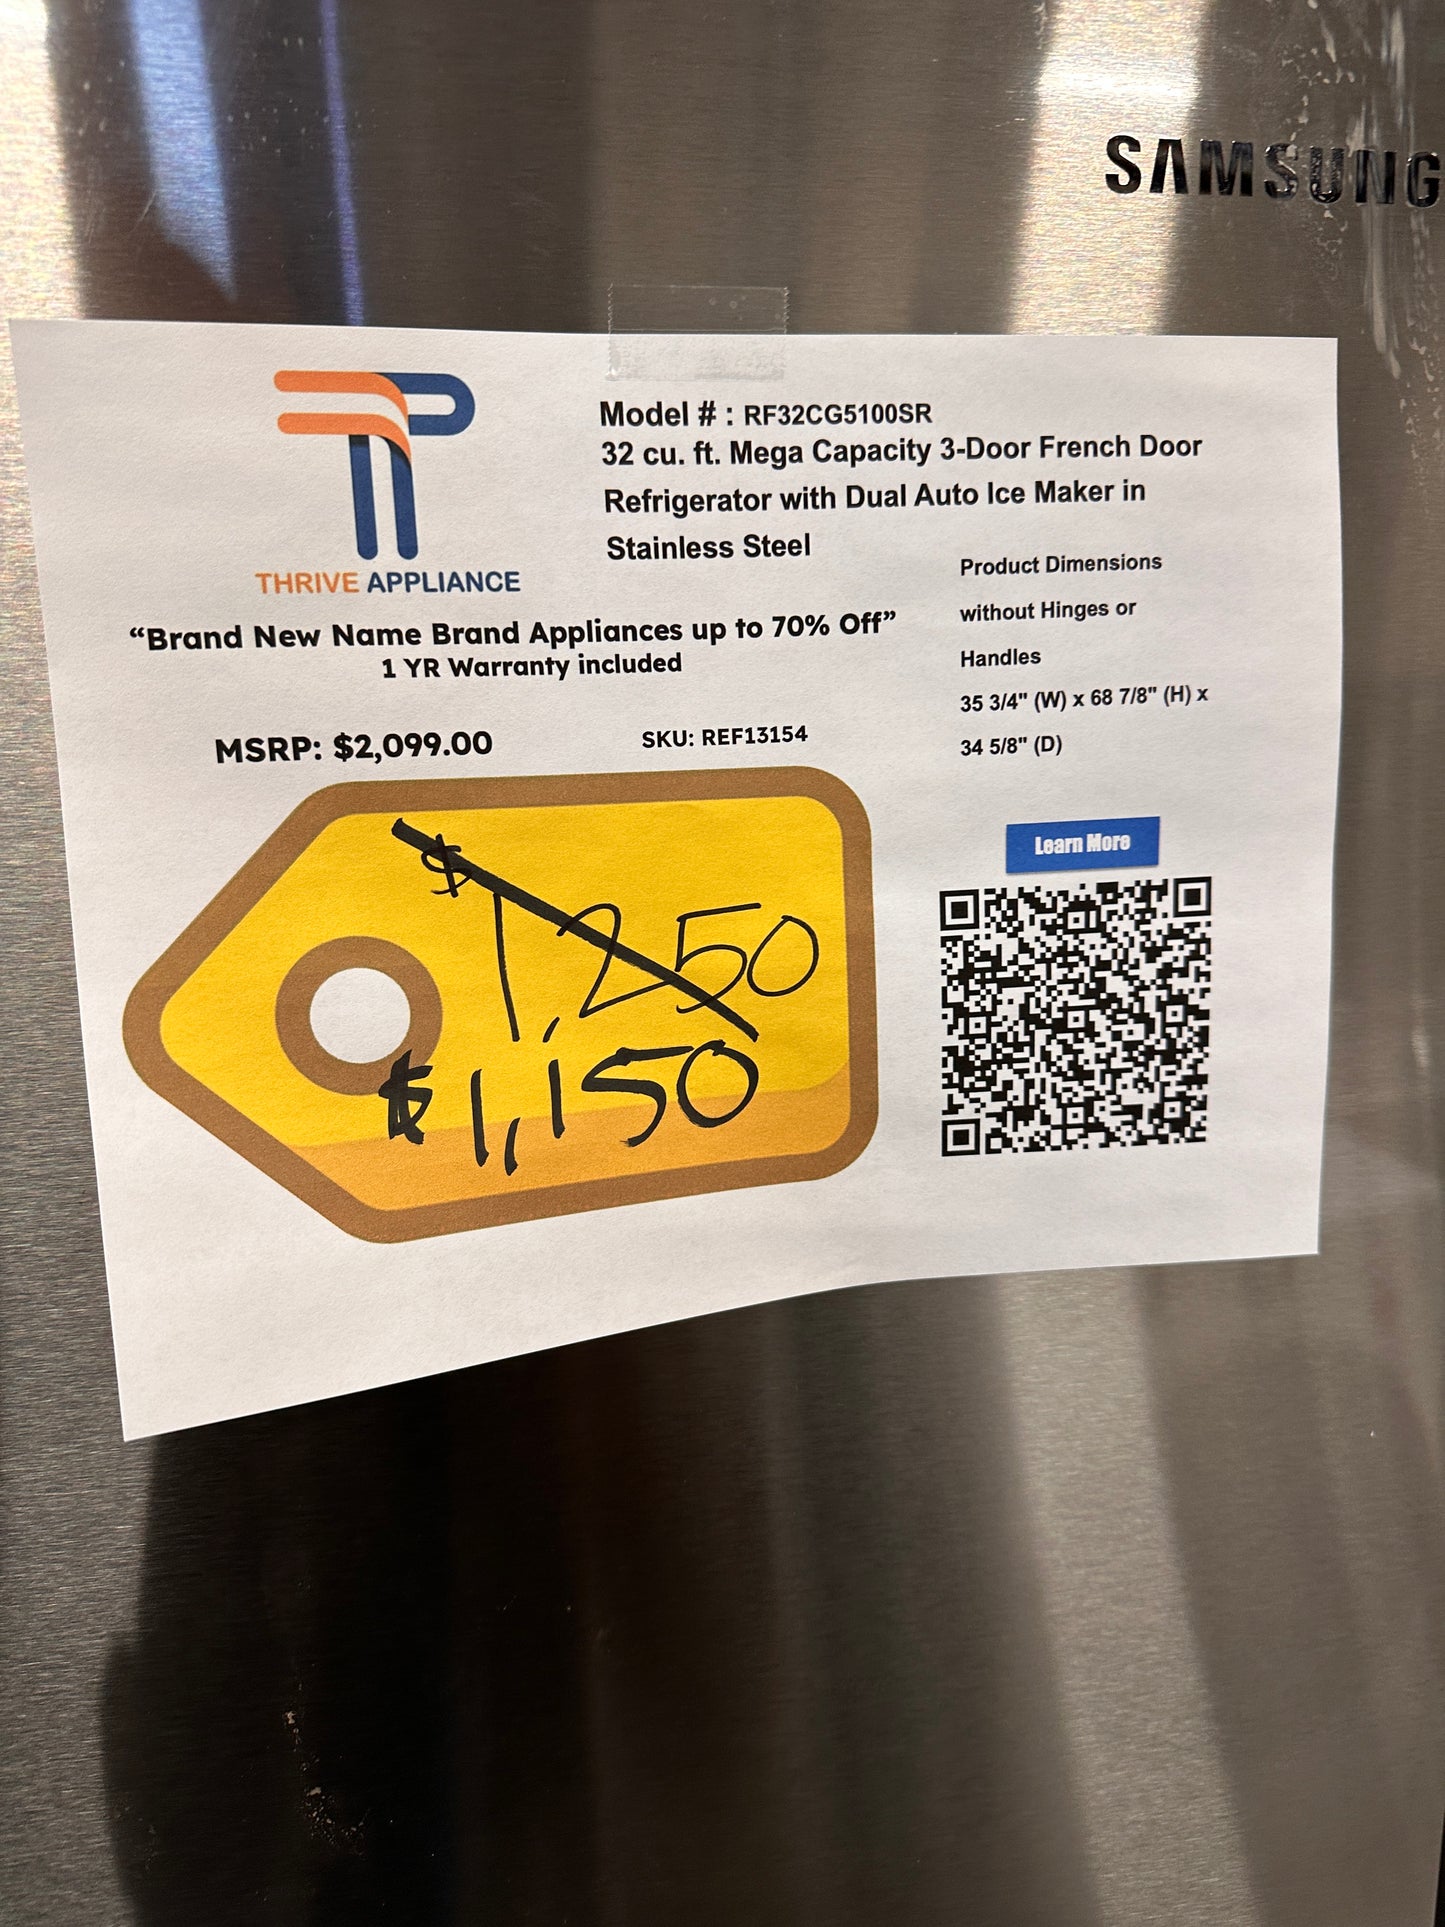 SAMSUNG
Model # : RF32CG5100SR
32 cu. ft. Mega Capacity 3-Door French Door
Refrigerator with Dual Auto Ice Maker in
Stainless Steel
THRIVE APPLIANCE
“Brand New Name Brand Appliances up to 70% Off”
1 YR Warranty included
Product Dimensions
without Hinges or
Handles
35 3/4" (W) x 68 7/8" (H) x
34 5/8" (D)
MSRP: $2,099.00
SKU: REF13154
$1,250
$1,150
Learn More